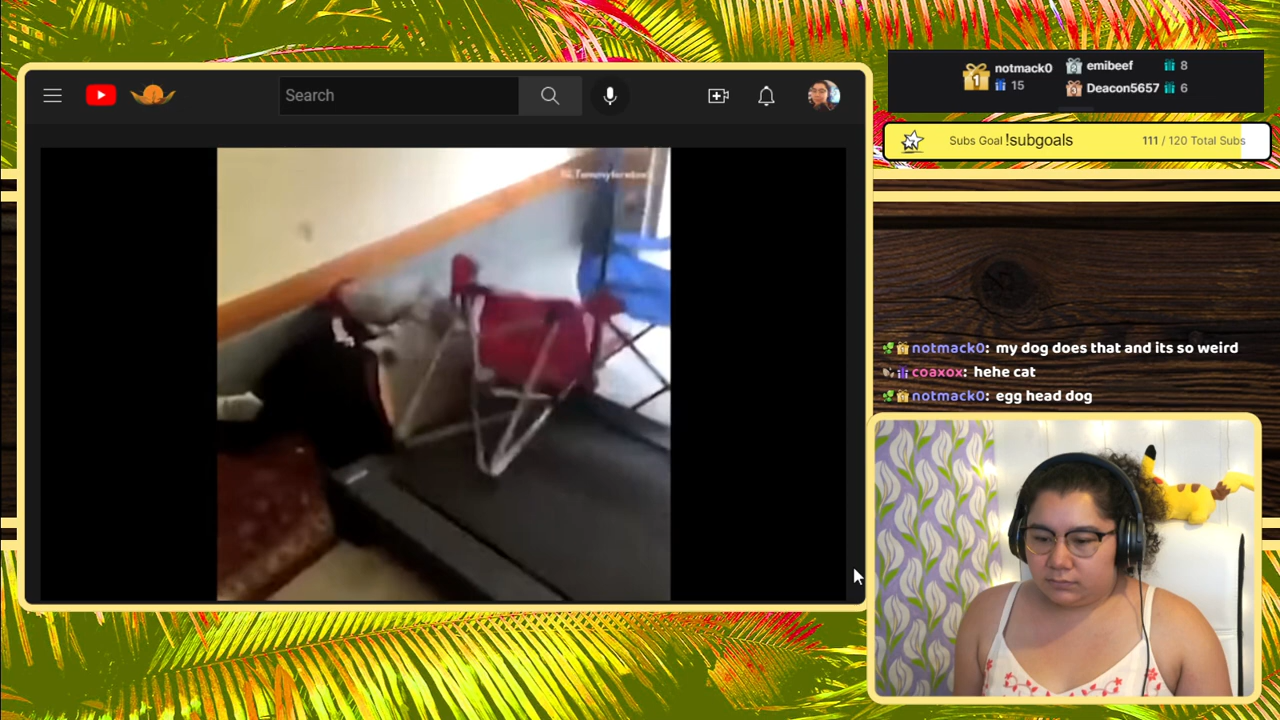 Search
notmack0
15
emibeef 8
Deacon5657 6
Subs Goal !subgoals 111 / 120 Total Subs
notmack0: my dog does that and its so weird
coaxox: hehe cat
notmack0: egg head dog